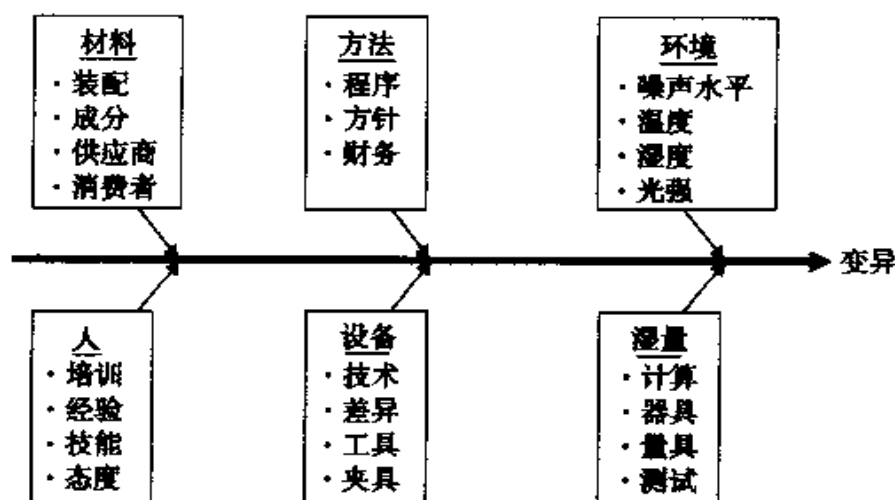 材料
· 装配
· 成分
· 供应商
· 消费者
方法
· 程序
· 方针
· 财务
环境
· 噪声水平
· 温度
· 湿度
· 光强
变异
人
· 培训
· 经验
· 技能
· 态度
设备
· 技术
· 差异
· 工具
· 夹具
湿量
· 计算
· 器具
· 量具
· 测试